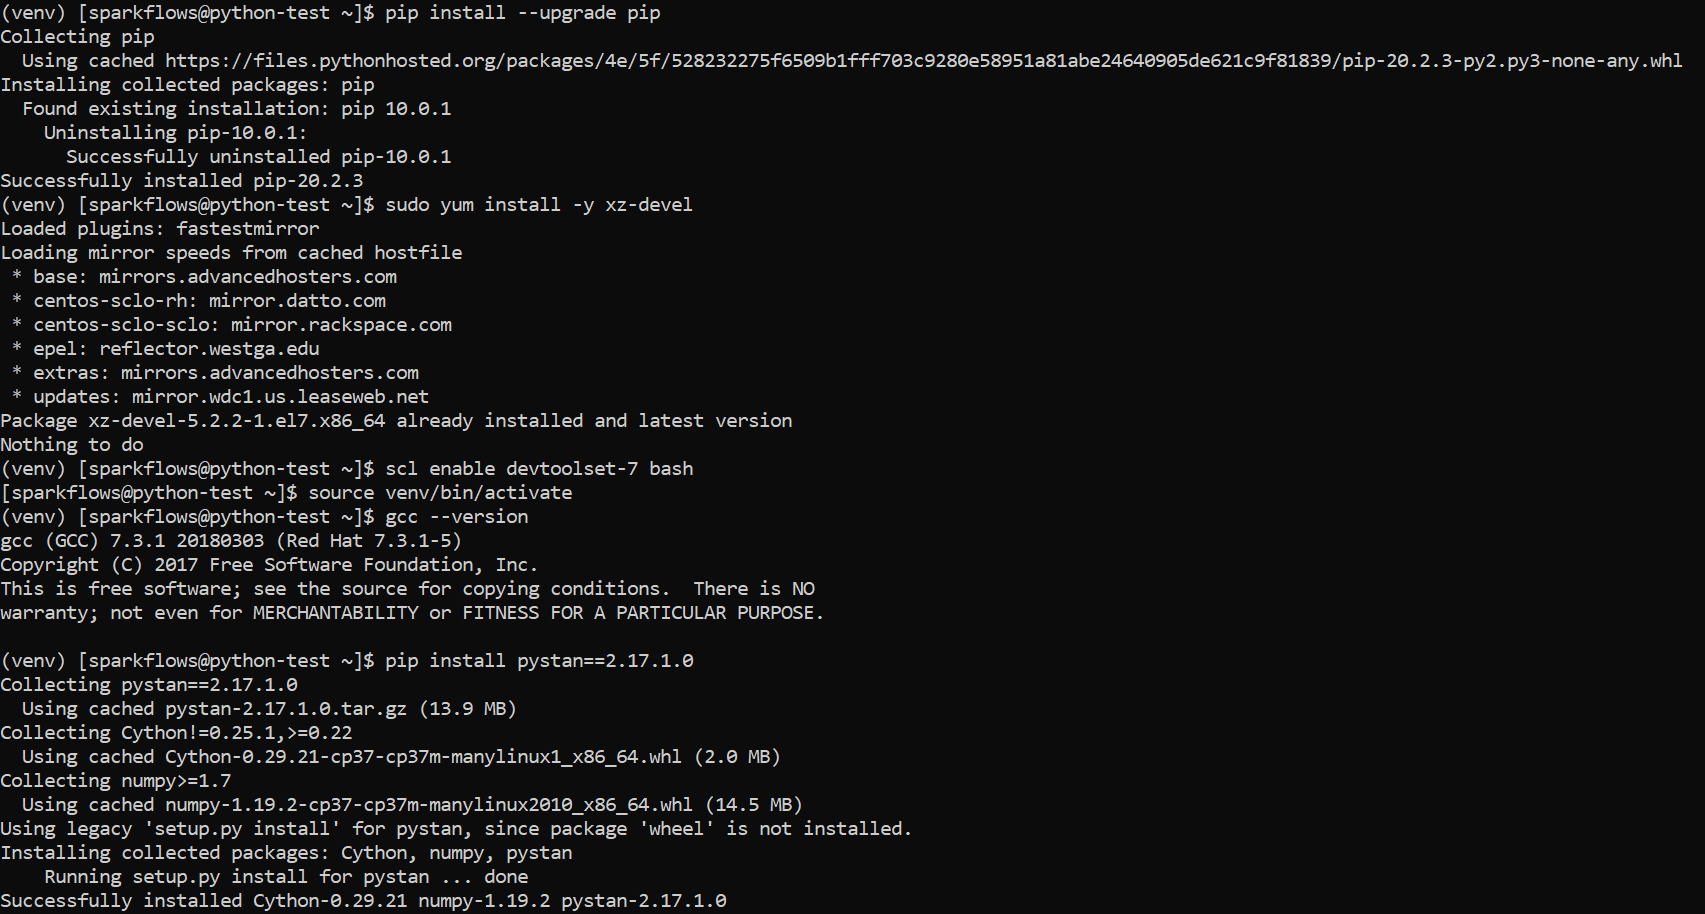 (venv) [sparkflows@python-test ~]$ pip install --upgrade pip
Collecting pip
  Using cached https://files.pythonhosted.org/packages/4e/5f/528232275f6509b1fff703c9280e58951a81abe24640905de621c9f81839/pip-20.2.3-py2.py3-none-any.whl
Installing collected packages: pip
  Found existing installation: pip 10.0.1
    Uninstalling pip-10.0.1:
      Successfully uninstalled pip-10.0.1
Successfully installed pip-20.2.3
(venv) [sparkflows@python-test ~]$ sudo yum install -y xz-devel
Loaded plugins: fastestmirror
Loading mirror speeds from cached hostfile
 * base: mirrors.advancedhosters.com
 * centos-sclo-rh: mirror.datto.com
 * centos-sclo-sclo: mirror.rackspace.com
 * epel: reflector.westga.edu
 * extras: mirrors.advancedhosters.com
 * updates: mirror.wdc1.us.leaseweb.net
Package xz-devel-5.2.2-1.el7.x86_64 already installed and latest version
Nothing to do
(venv) [sparkflows@python-test ~]$ scl enable devtoolset-7 bash
[sparkflows@python-test ~]$ source venv/bin/activate
(venv) [sparkflows@python-test ~]$ gcc --version
gcc (GCC) 7.3.1 20180303 (Red Hat 7.3.1-5)
Copyright (C) 2017 Free Software Foundation, Inc.
This is free software; see the source for copying conditions.  There is NO
warranty; not even for MERCHANTABILITY or FITNESS FOR A PARTICULAR PURPOSE.

(venv) [sparkflows@python-test ~]$ pip install pystan==2.17.1.0
Collecting pystan==2.17.1.0
  Using cached pystan-2.17.1.0.tar.gz (13.9 MB)
Collecting Cython!=0.25.1,>=0.22
  Using cached Cython-0.29.21-cp37-cp37m-manylinux1_x86_64.whl (2.0 MB)
Collecting numpy>=1.7
  Using cached numpy-1.19.2-cp37-cp37m-manylinux2010_x86_64.whl (14.5 MB)
Using legacy 'setup.py install' for pystan, since package 'wheel' is not installed.
Installing collected packages: Cython, numpy, pystan
    Running setup.py install for pystan ... done
Successfully installed Cython-0.29.21 numpy-1.19.2 pystan-2.17.1.0